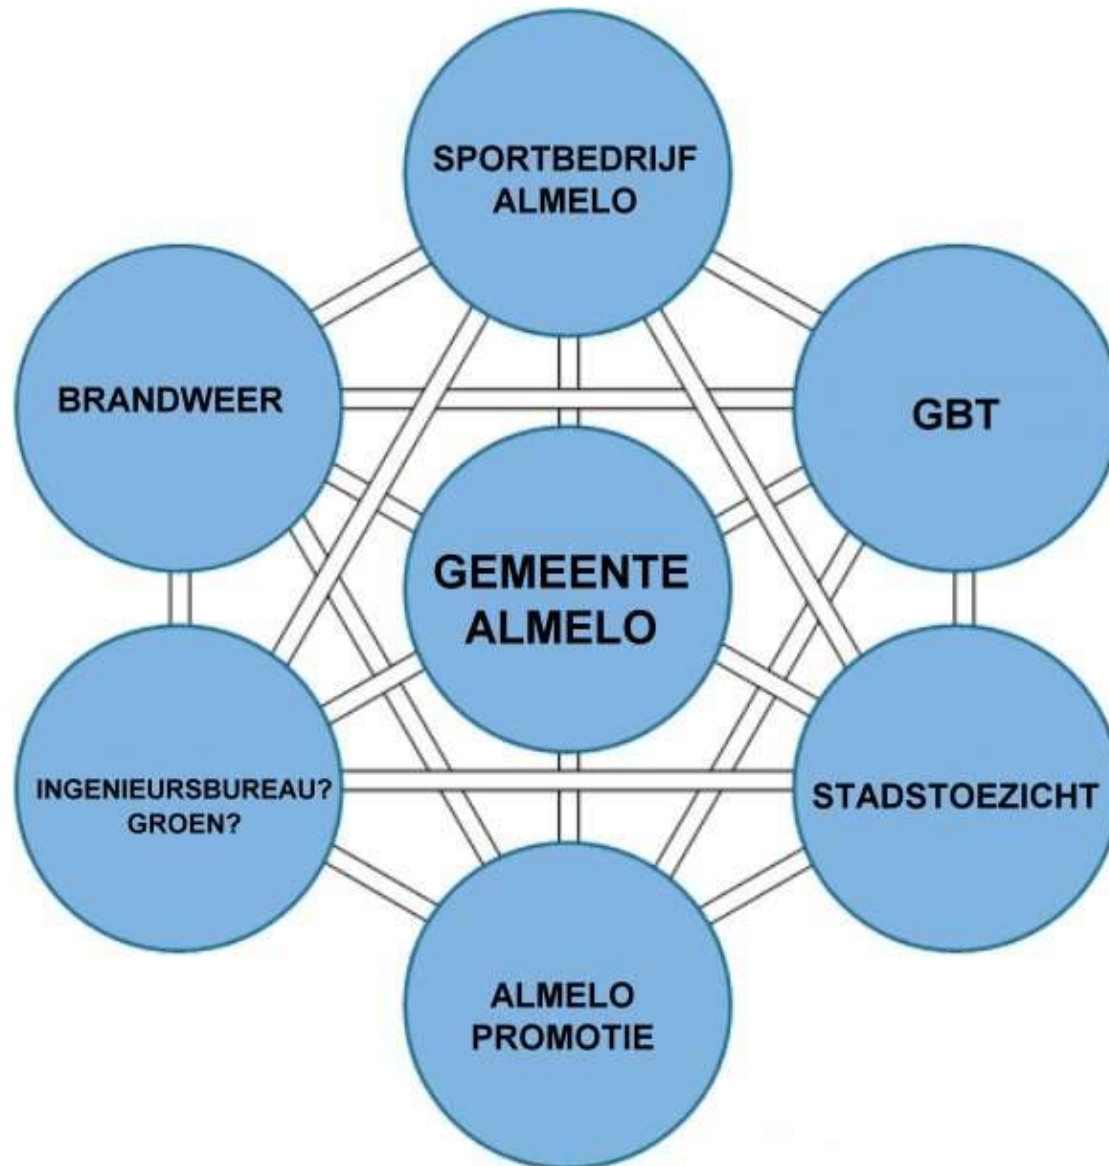 SPORTBEDRIJF
ALMELO
BRANDWEER
GBT
GEMEENTE
ALMELO
INGENIEURSBUREAU?
GROEN?
STADSTOEZICHT
ALMELO
PROMOTIE